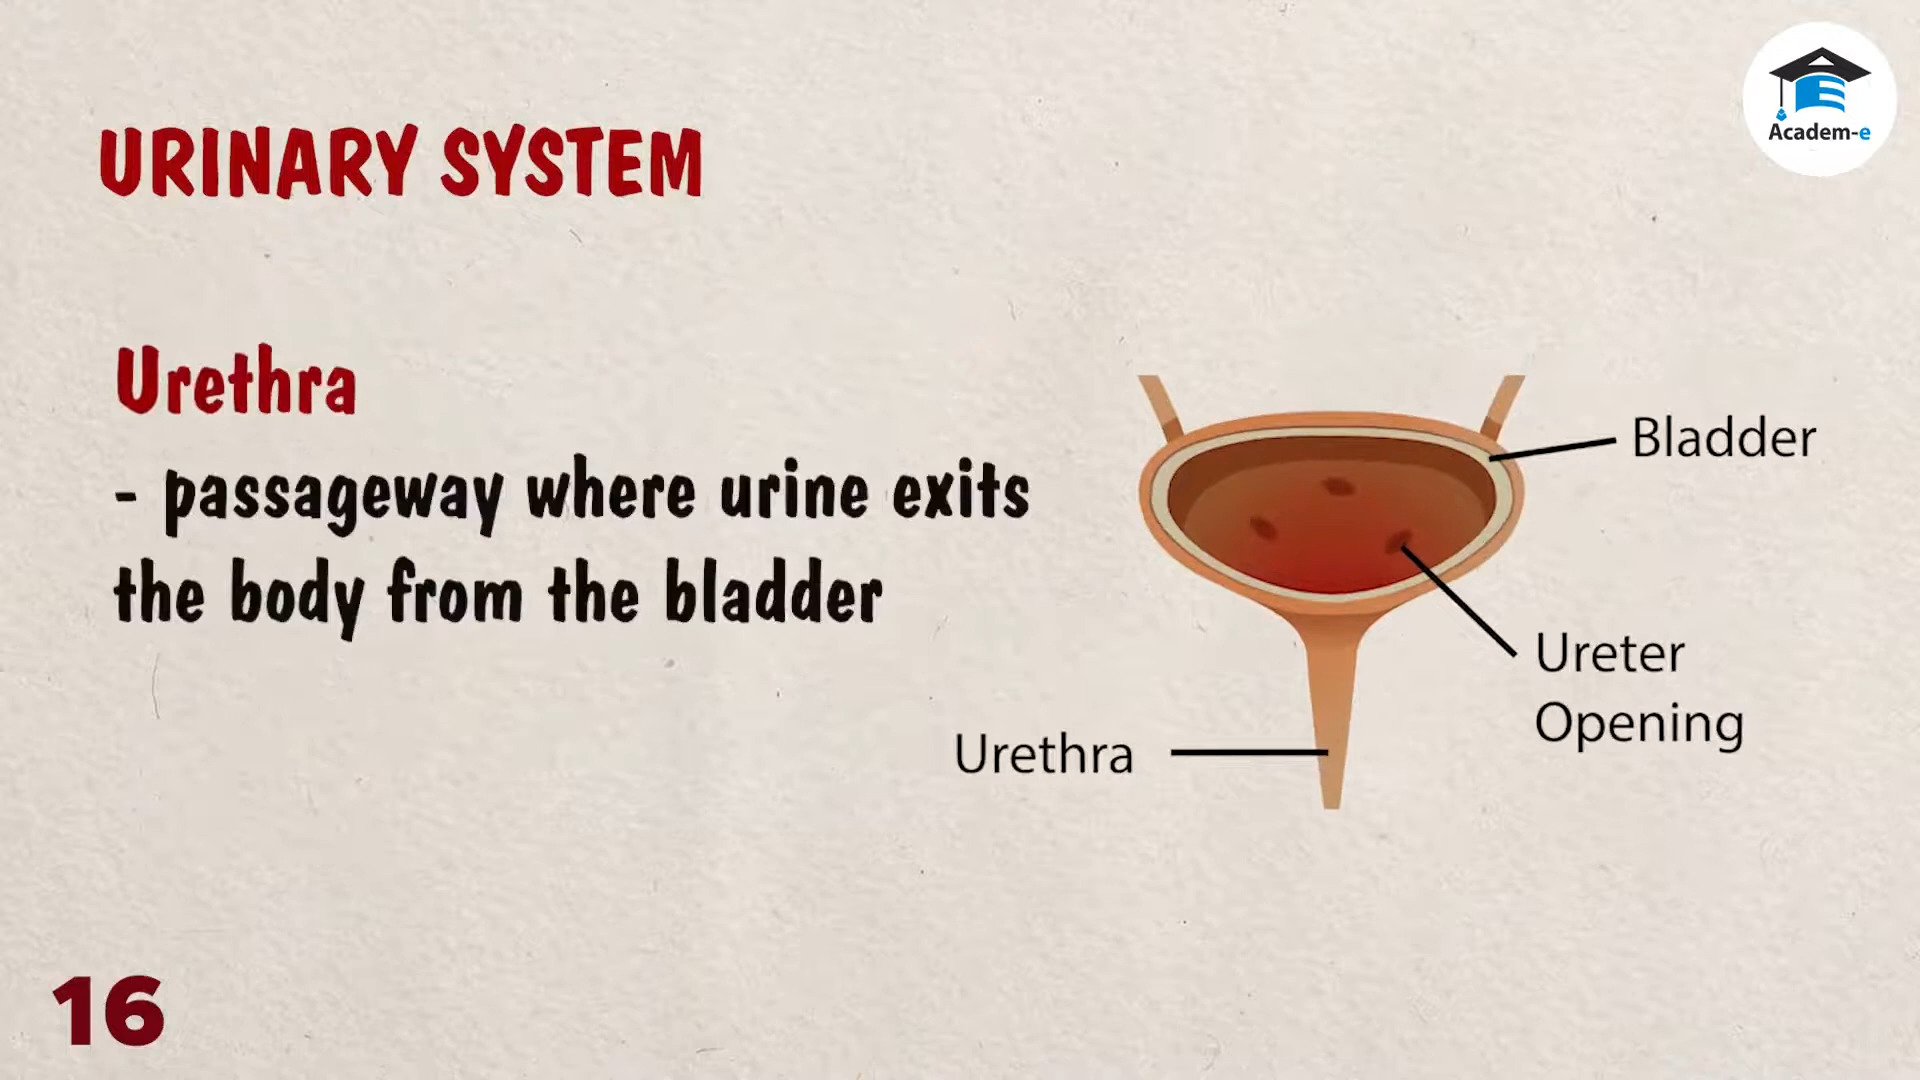 Academ-e
URINARY SYSTEM
Urethra
- passageway where urine exits
the body from the bladder
Bladder
Ureter
Opening
Urethra
16